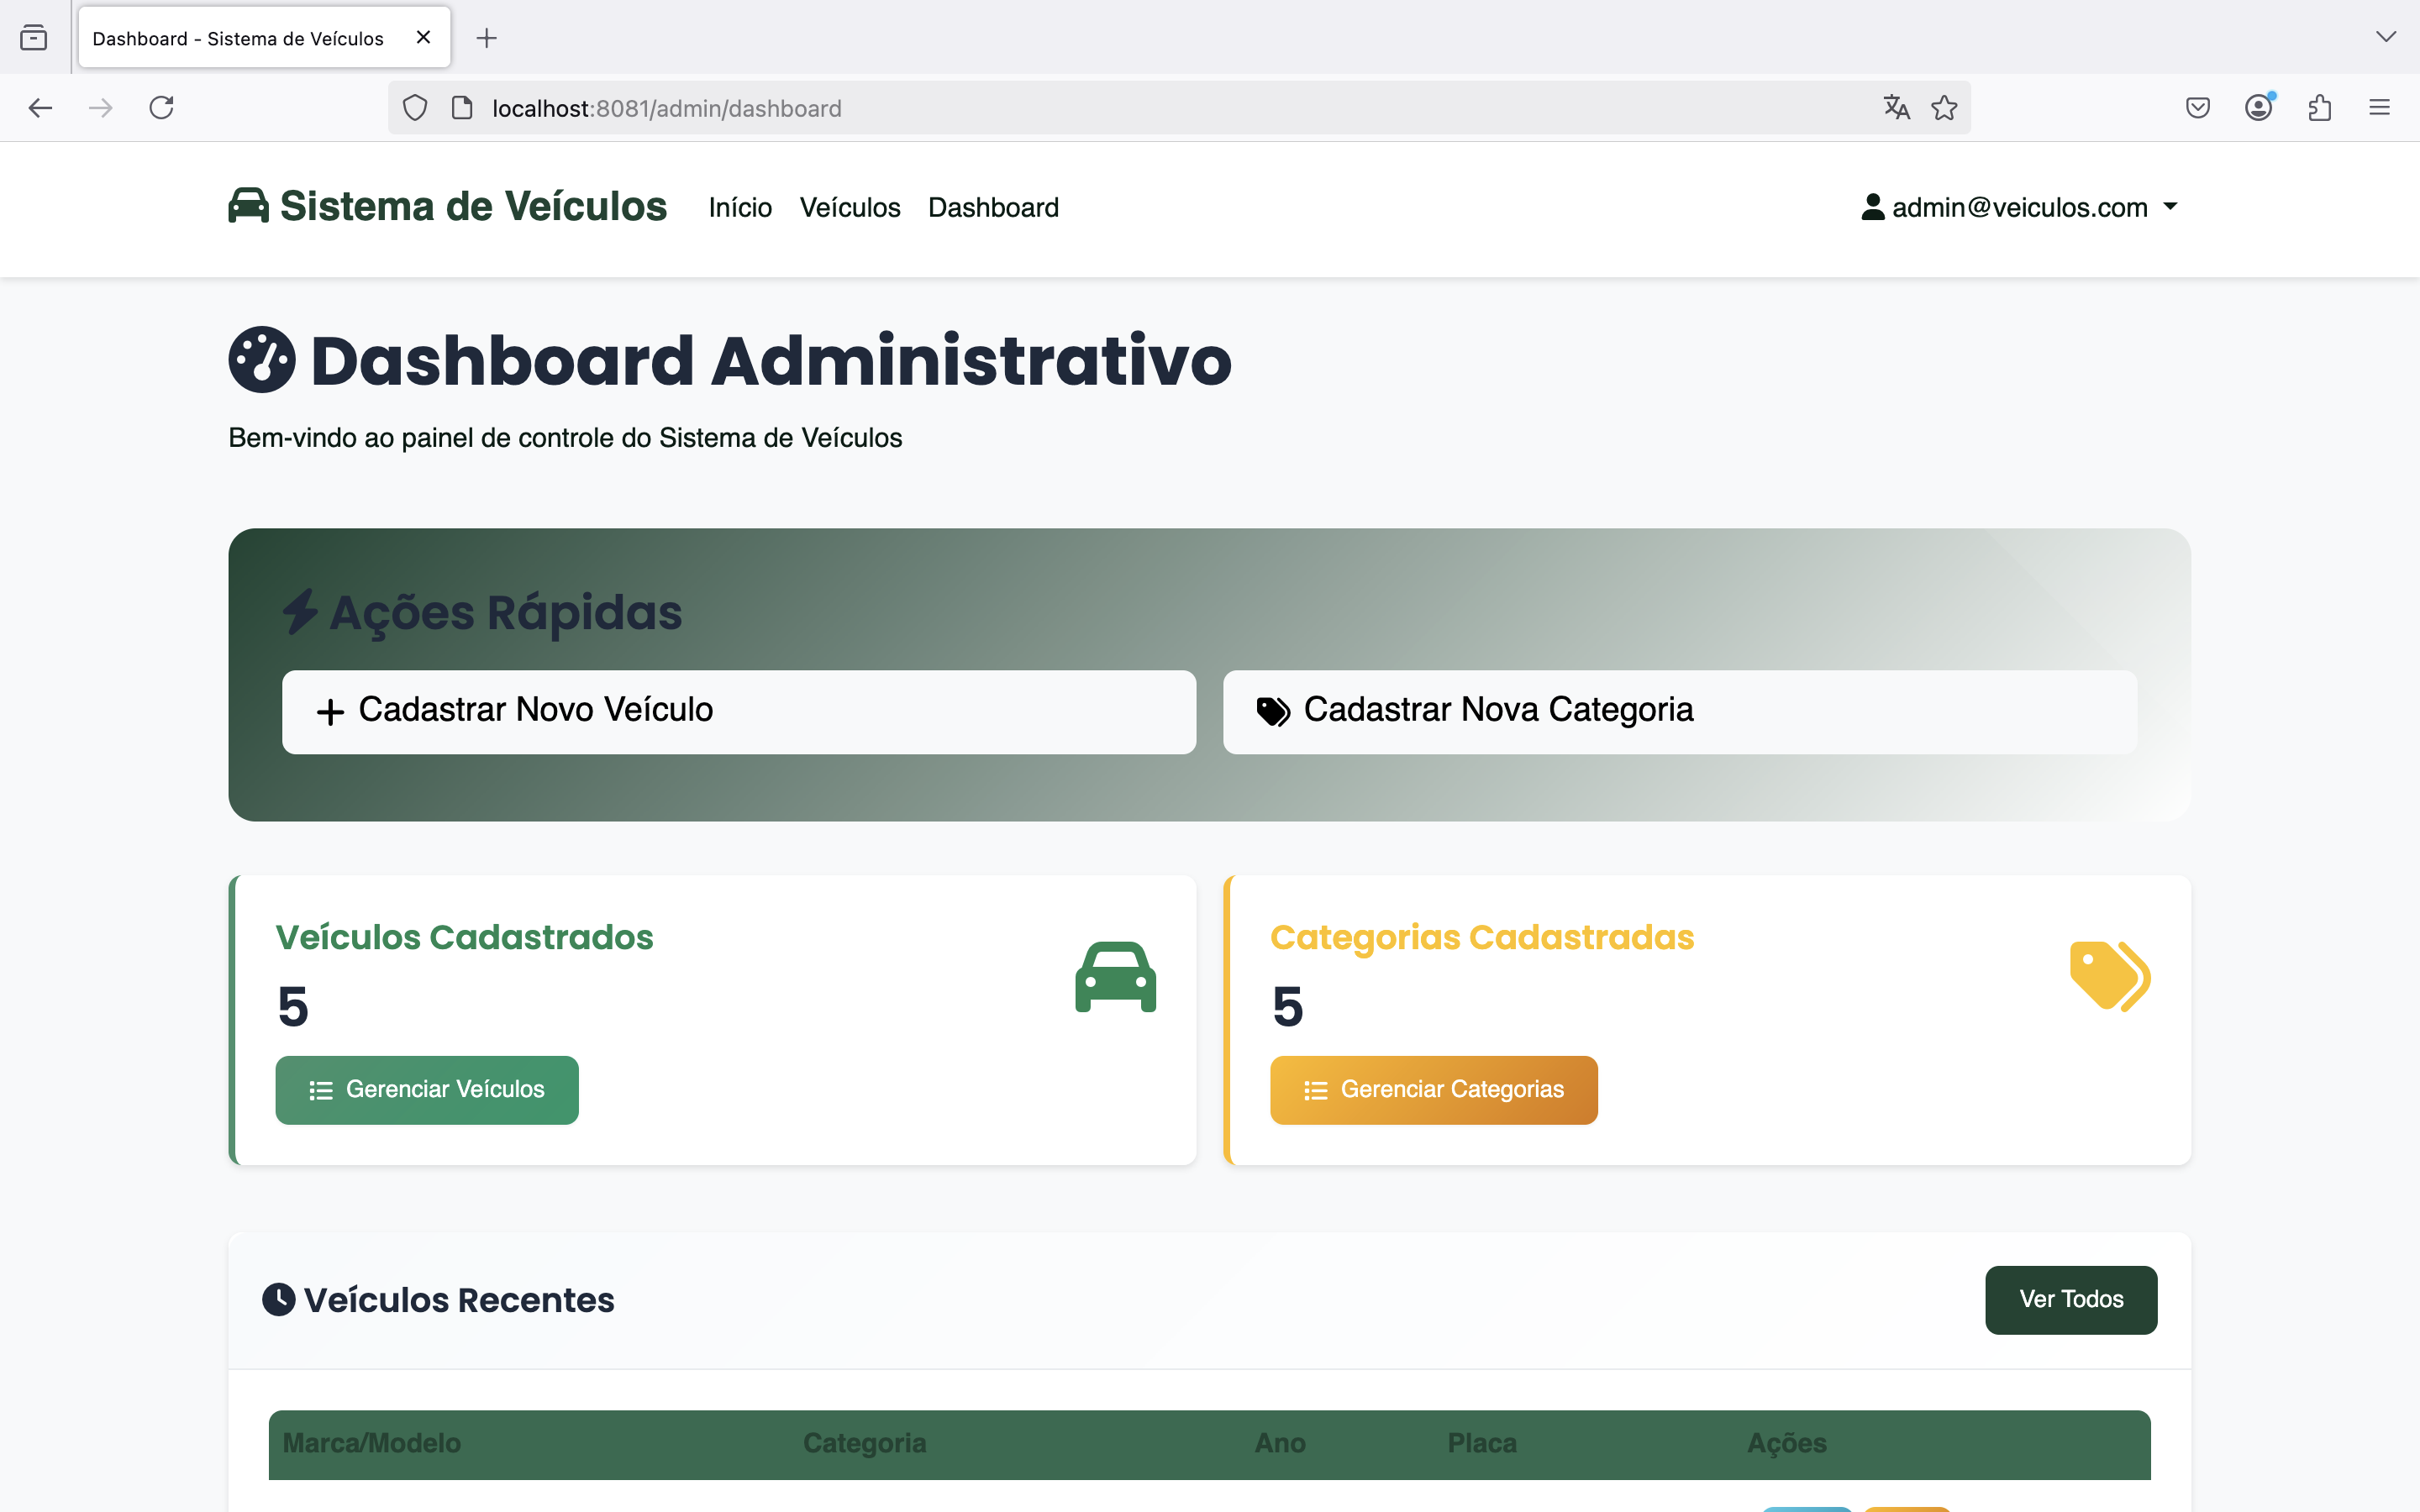 Dashboard - Sistema de Veículos
localhost:8081/admin/dashboard
Sistema de Veículos Início Veículos Dashboard admin@veiculos.com
Dashboard Administrativo
Bem-vindo ao painel de controle do Sistema de Veículos
Ações Rápidas
Cadastrar Novo Veículo Cadastrar Nova Categoria
Veículos Cadastrados
5
Gerenciar Veículos
Categorias Cadastradas
5
Gerenciar Categorias
Veículos Recentes Ver Todos
Marca/Modelo Categoria Ano Placa Ações